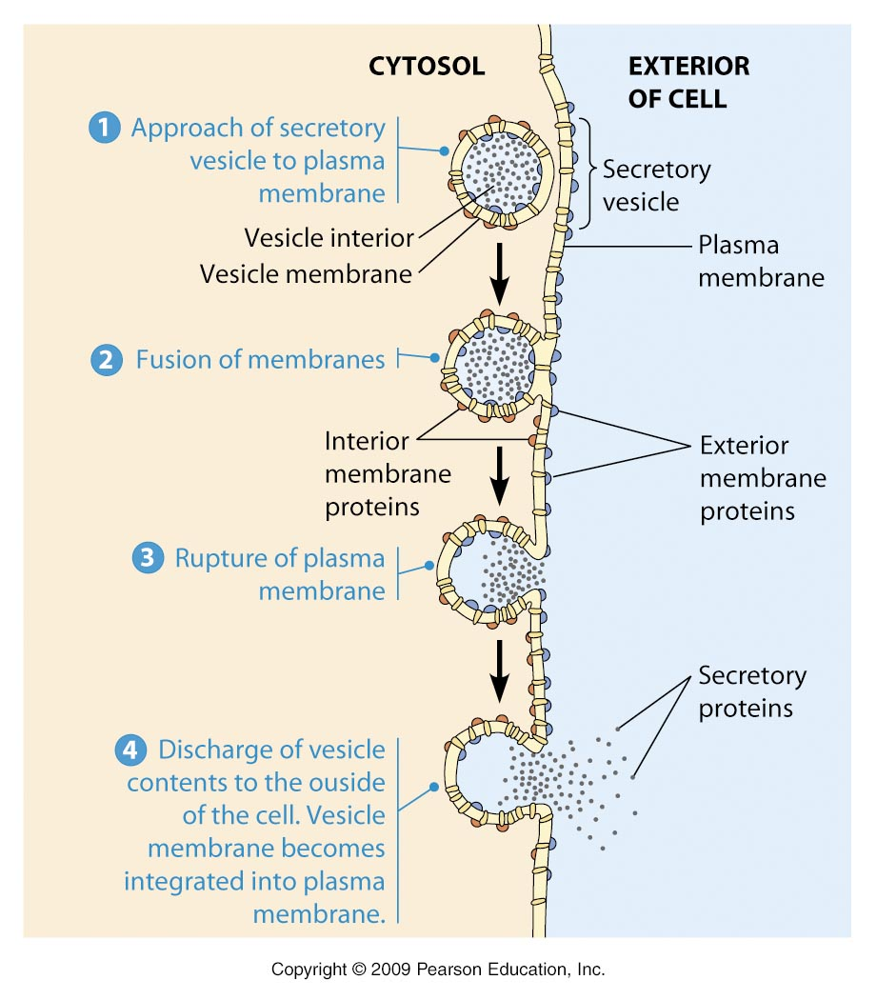 CYTOSOL
EXTERIOR
OF CELL
1 Approach of secretory
vesicle to plasma
membrane
Secretory
vesicle
Vesicle interior
Vesicle membrane
Plasma
membrane
2 Fusion of membranes
Interior
membrane
proteins
Exterior
membrane
proteins
3 Rupture of plasma
membrane
Secretory
proteins
4 Discharge of vesicle
contents to the ouside
of the cell. Vesicle
membrane becomes
integrated into plasma
membrane.
Copyright © 2009 Pearson Education, Inc.